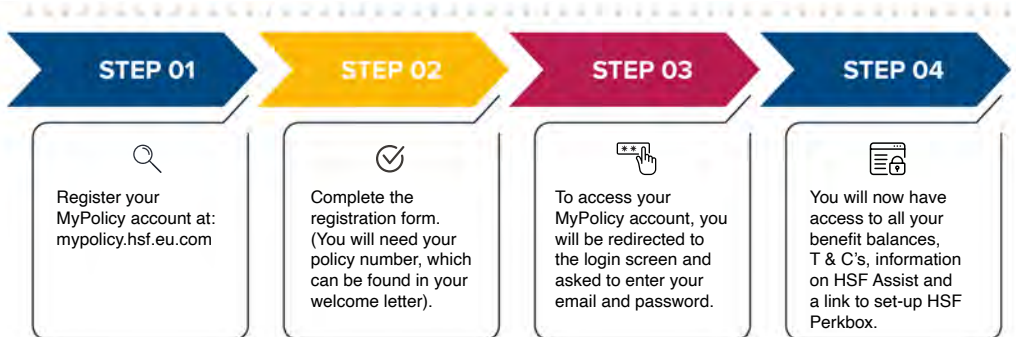 STEP 01
Register your
MyPolicy account at:
mypolicy.hsf.eu.com
STEP 02
Complete the
registration form.
(You will need your
policy number, which
can be found in your
welcome letter).
STEP 03
**
To access your
MyPolicy account, you
will be redirected to
the login screen and
asked to enter your
email and password.
STEP 04
You will now have
access to all your
benefit balances,
T & C’s, information
on HSF Assist and
a link to set-up HSF
Perkbox.